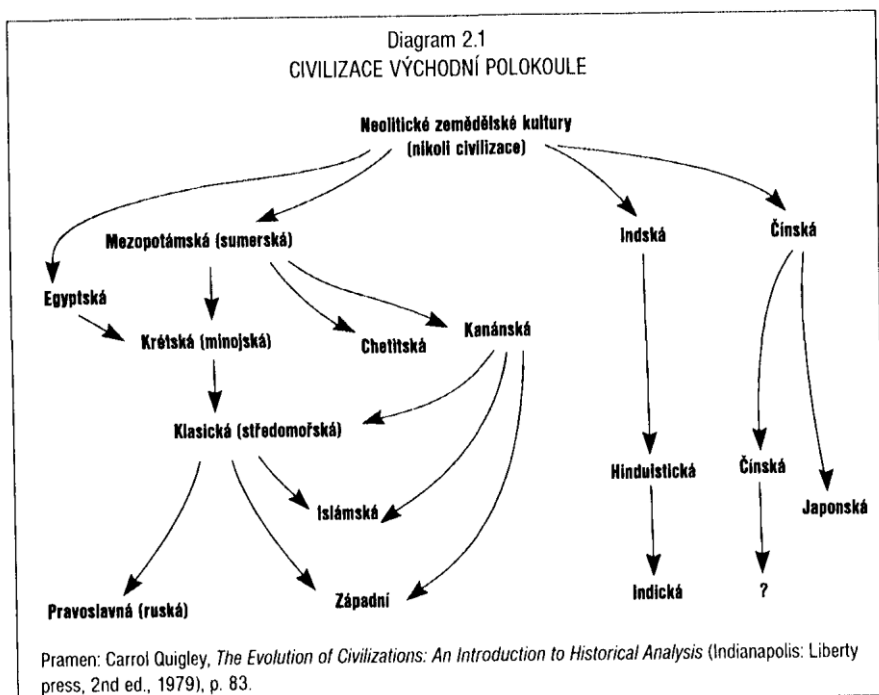 Diagram 2.1
CIVILIZACE VÝCHODNÍ POLOKOULE
Neolitické zemědělské kultury
(nikoli civilizace)
Mezopotámská (sumerská)
Indská
Čínská
Egyptská
Krétská (minojská)
Chetitská
Kanánská
Klasická (středomořská)
Hinduistická
Čínská
Islámská
Japonská
Pravoslavná (ruská)
Západní
Indická
?
Pramen: Carrol Quigley, The Evolution of Civilizations: An Introduction to Historical Analysis (Indianapolis: Liberty
press, 2nd ed., 1979), p. 83.